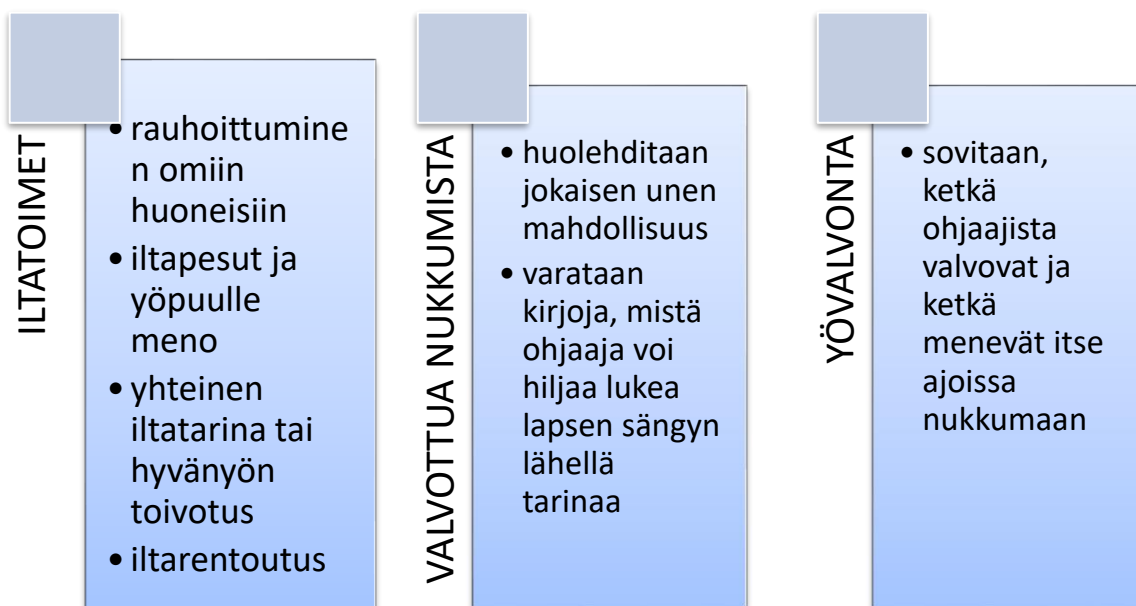 ILTATOIMET
• rauhoittumine
n omiin
huoneisiin
• iltapesut ja
yöpuulle
meno
• yhteinen
iltatarina tai
hyvänyön
toivotus
• iltarentoutus
VALVOTTUA NUKKUMISTA
• huolehditaan
jokaisen unen
mahdollisuus
• varataan
kirjoja, mistä
ohjaaja voi
hiljaa lukea
lapsen sängyn
lähellä
tarinaa
YÖVALVONTA
• sovitaan,
ketkä
ohjaajista
valvovat ja
ketkä
menevät itse
ajoissa
nukkumaan